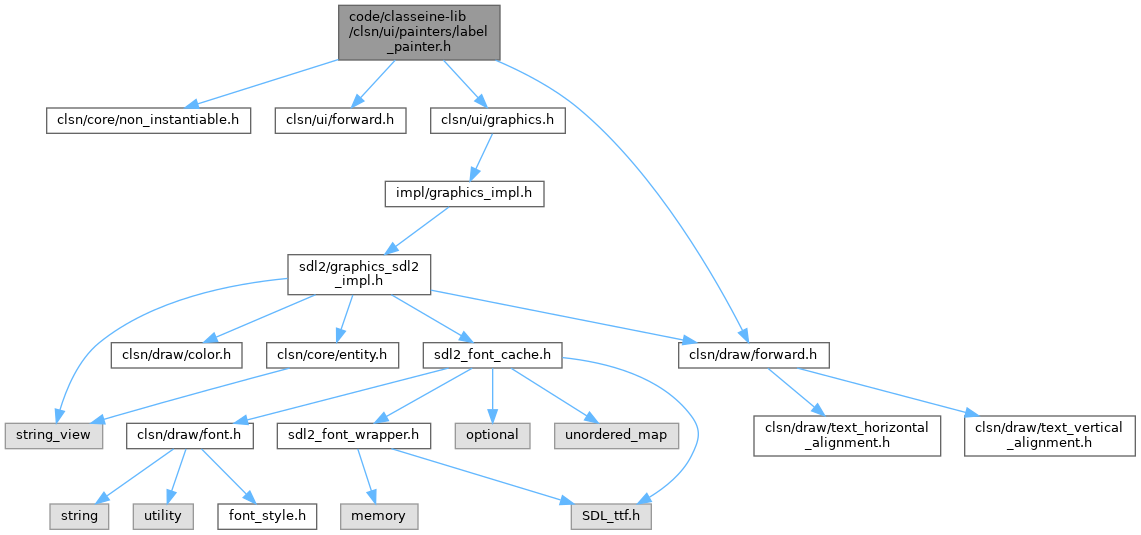 code/classeine-lib
/clsn/ui/painters/label
_painter.h
clsn/core/non_instantiable.h
clsn/ui/forward.h
clsn/ui/graphics.h
impl/graphics_impl.h
sdl2/graphics_sdl2
_impl.h
clsn/draw/color.h
clsn/core/entity.h
sdl2_font_cache.h
clsn/draw/forward.h
string_view
clsn/draw/font.h
sdl2_font_wrapper.h
optional
unordered_map
clsn/draw/text_horizontal
_alignment.h
clsn/draw/text_vertical
_alignment.h
string
utility
font_style.h
memory
SDL_ttf.h